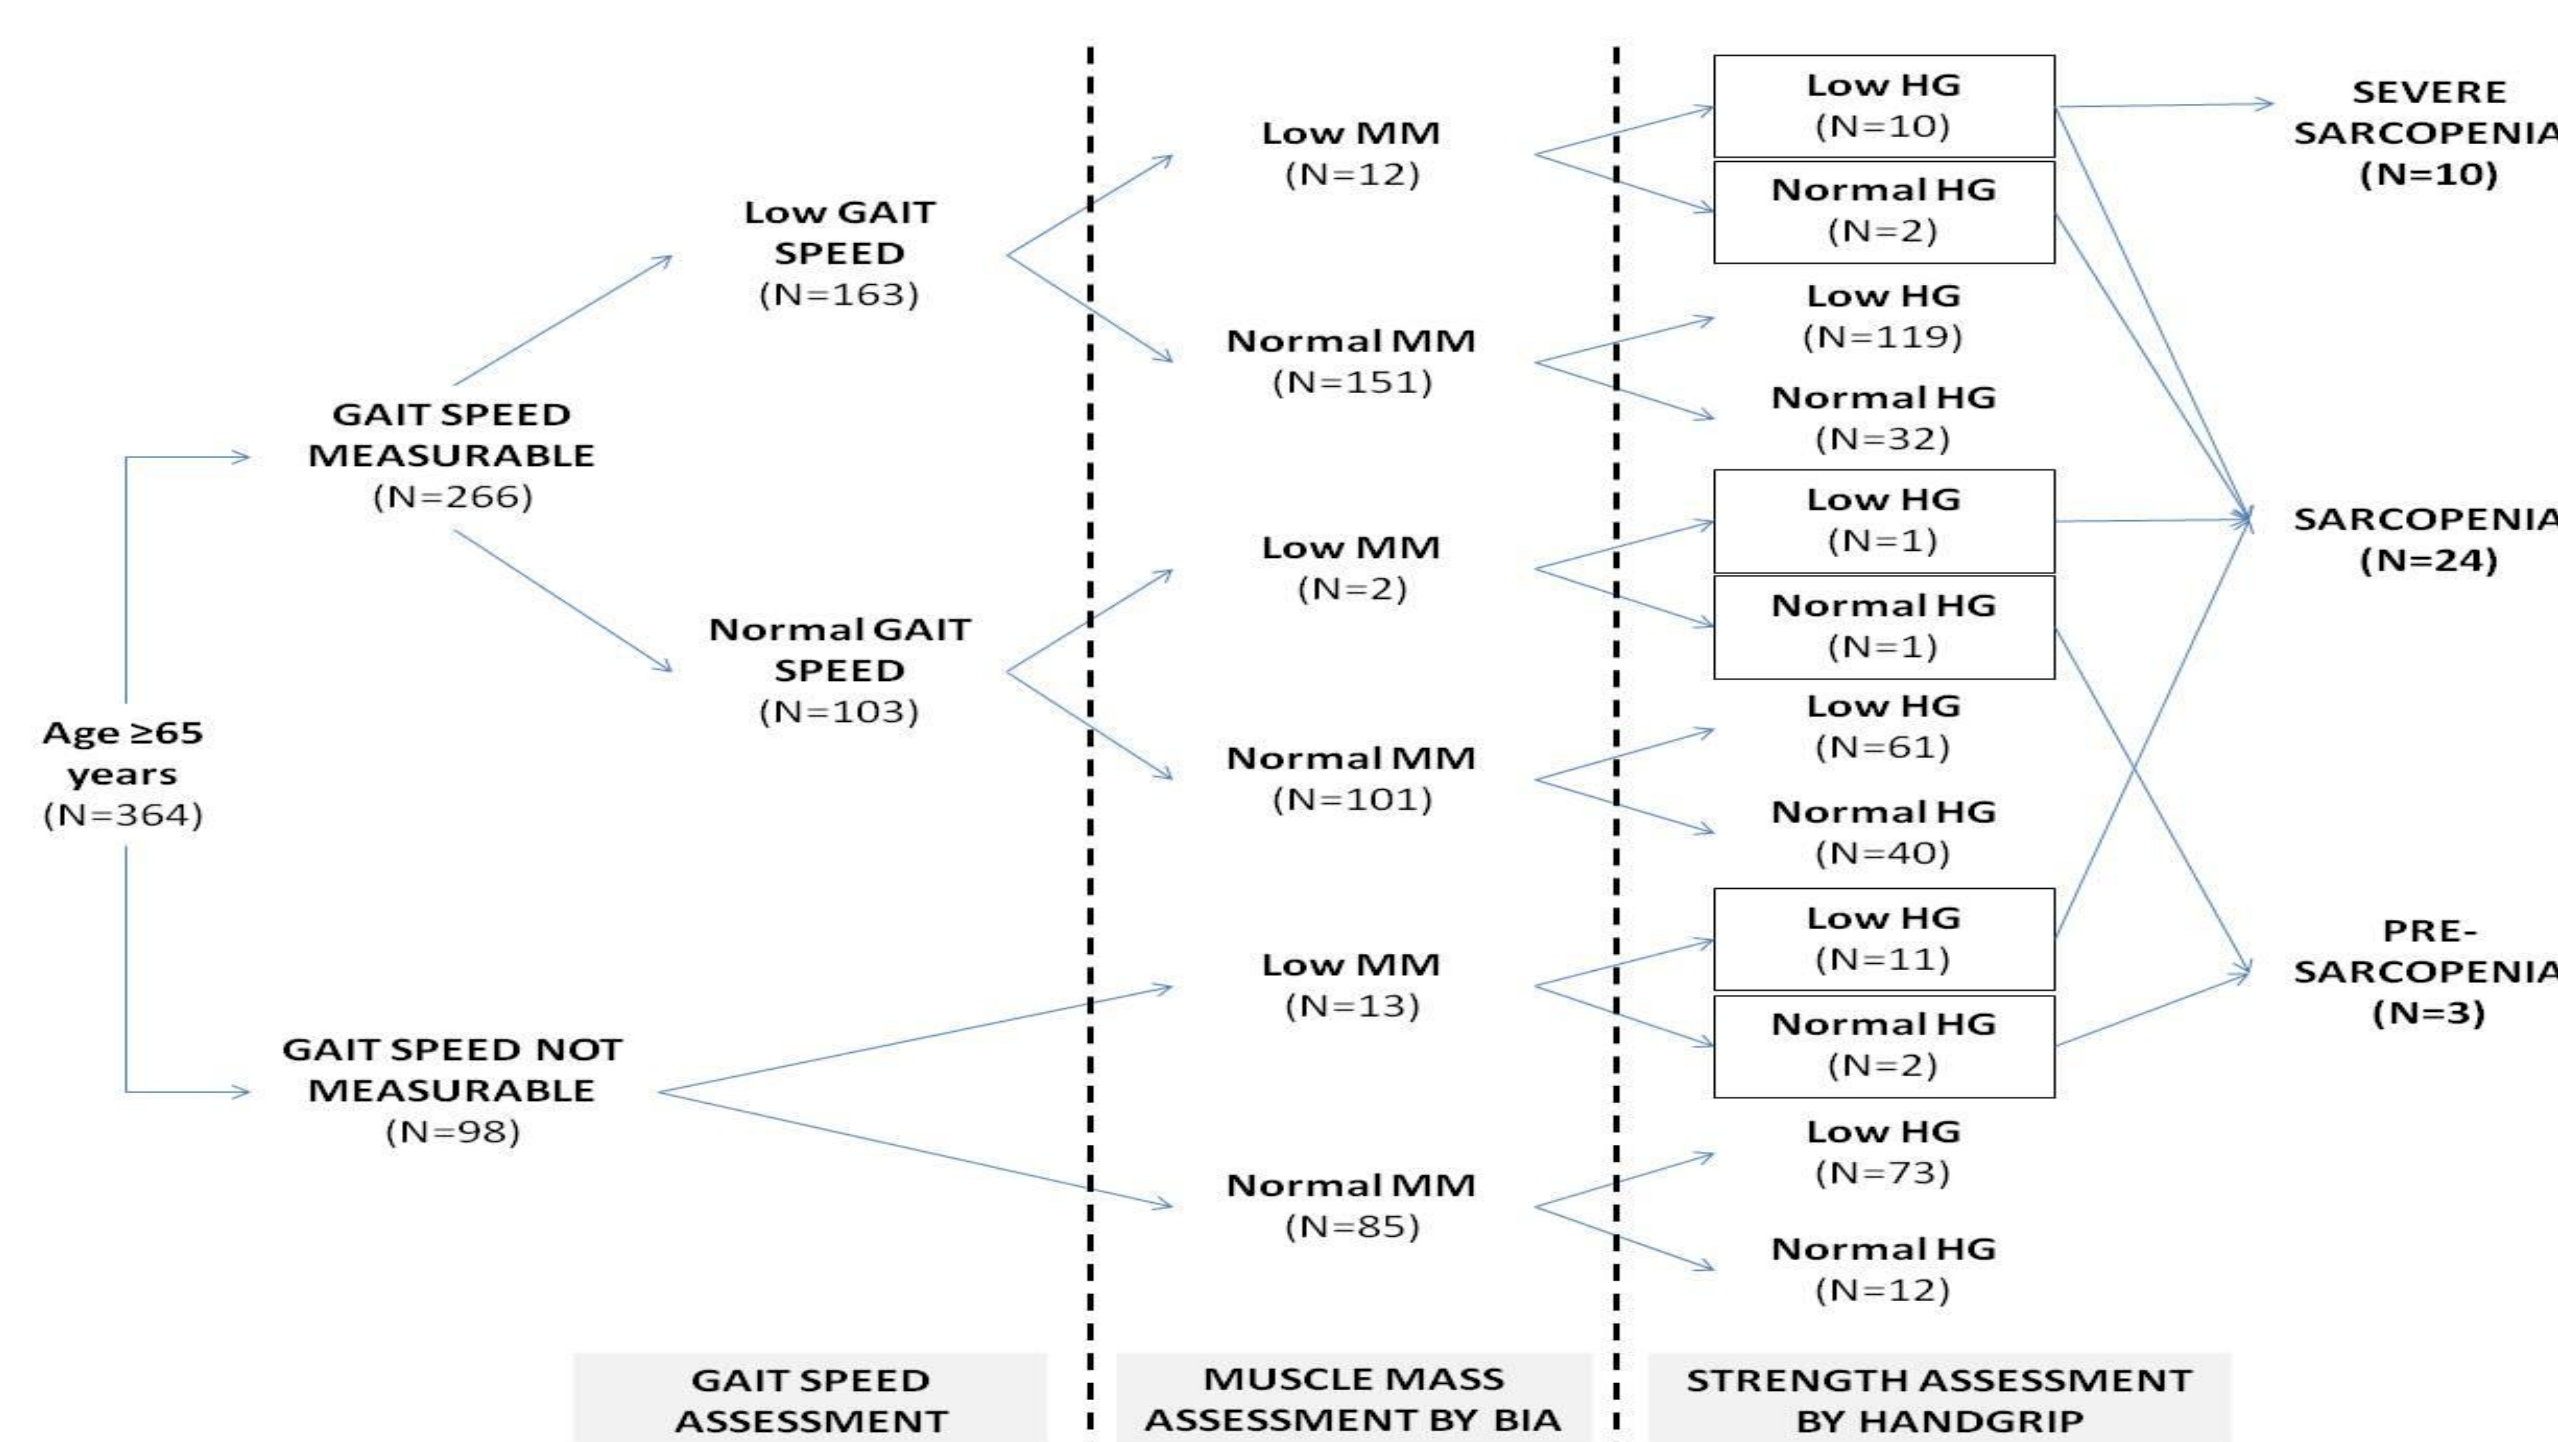 Age ≥65
years
(N=364)
GAIT SPEED
MEASURABLE
(N=266)
GAIT SPEED NOT
MEASURABLE
(N=98)
Low GAIT
SPEED
(N=163)
Normal GAIT
SPEED
(N=103)
Low MM
(N=12)
Normal MM
(N=151)
Low MM
(N=2)
Normal MM
(N=101)
Low MM
(N=13)
Normal MM
(N=85)
Low HG
(N=10)
Normal HG
(N=2)
Low HG
(N=119)
Normal HG
(N=32)
Low HG
(N=1)
Normal HG
(N=1)
Low HG
(N=61)
Normal HG
(N=40)
Low HG
(N=11)
Normal HG
(N=2)
Low HG
(N=73)
Normal HG
(N=12)
SEVERE
SARCOPENIA
(N=10)
SARCOPENIA
(N=24)
PRE-
SARCOPENIA
(N=3)
GAIT SPEED
ASSESSMENT
MUSCLE MASS
ASSESSMENT BY BIA
STRENGTH ASSESSMENT
BY HANDGRIP